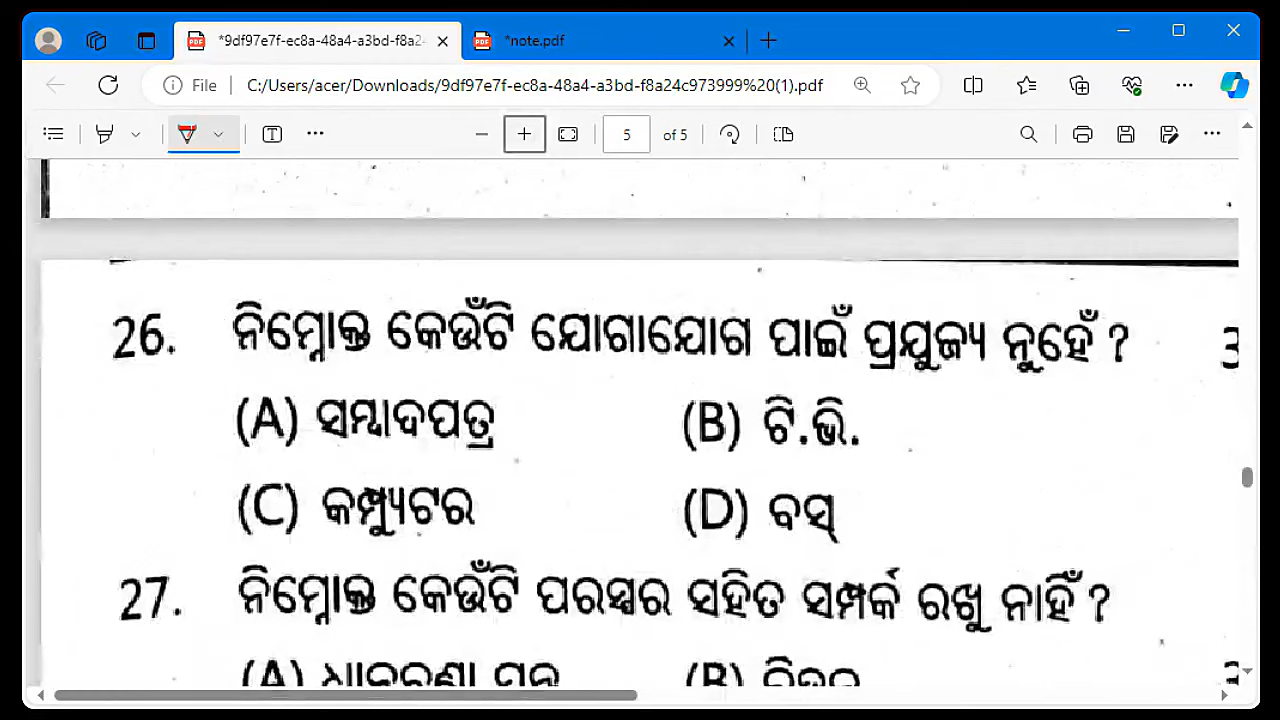 *9df97e7f-ec8a-48a4-a3bd-f8a2-
*note.pdf
File
C:/Users/acer/Downloads/9df97e7f-ec8a-48a4-a3bd-f8a24c973999%20(1).pdf
5 of 5
26. ନିମ୍ନୋକ୍ତ କେଉଁଟି ଯୋଗାଯୋଗ ପାଇଁ ପ୍ରଯୁଜ୍ୟ ନୁହେଁ ?
(A) ସମ୍ବାଦପତ୍ର (B) ଟି.ଭି.
(C) କମ୍ପ୍ୟୁଟର (D) ବସ୍
27. ନିମ୍ନୋକ୍ତ କେଉଁଟି ପରସ୍ପର ସହିତ ସମ୍ପର୍କ ରଖୁ ନାହିଁ ?
(A) (B)